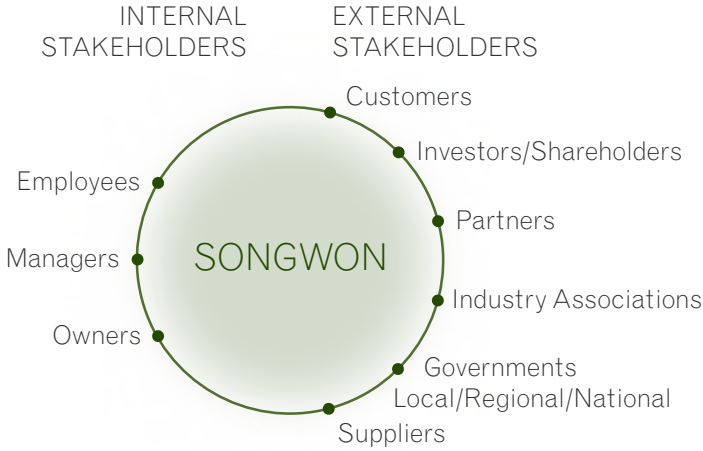 INTERNAL
STAKEHOLDERS
EXTERNAL
STAKEHOLDERS
Customers
Investors/Shareholders
Employees
Partners
Managers
SONGWON
Industry Associations
Owners
Governments
Local/Regional/National
Suppliers